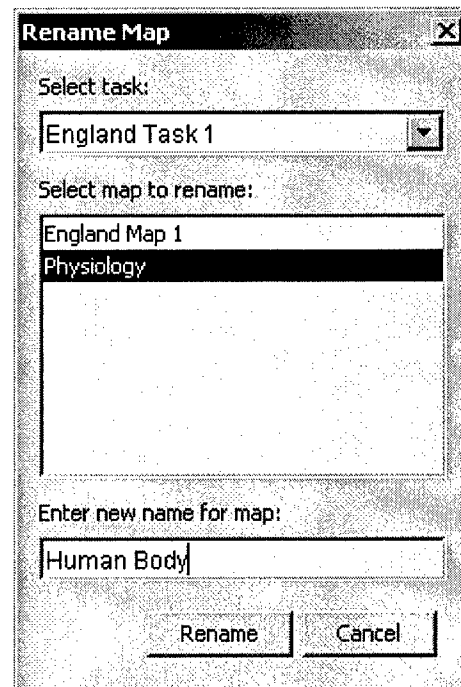 Rename Map
Select task:
England Task 1
Select map to rename:
England Map 1
Physiology
Enter new name for map:
Human Body
Rename Cancel